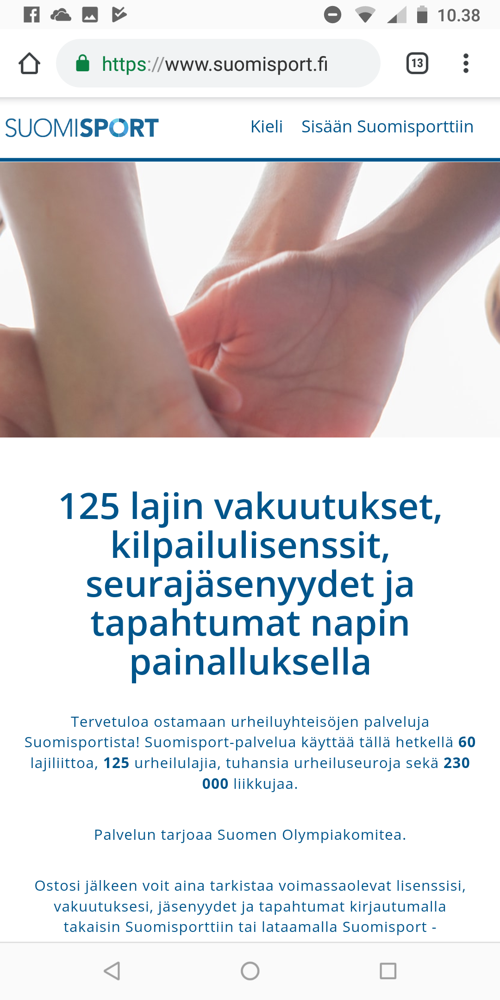 10.38
https://www.suomisport.fi
13
SUOMISPORT
Kieli Sisään Suomisporttiin
125 lajin vakuutukset,
kilpailulisenssit,
seurajäsenyydet ja
tapahtumat napin
painalluksella
Tervetuloa ostamaan urheiluyhteisöjen palveluja
Suomisportista! Suomisport-palvelua käyttää tällä hetkellä 60
lajiliittoa, 125 urheilulajia, tuhansia urheiluseuroja sekä 230
000 liikkujaa.
Palvelun tarjoaa Suomen Olympiakomitea.
Ostosi jälkeen voit aina tarkistaa voimassaolevat lisenssisi,
vakuutuksesi, jäsenyydet ja tapahtumat kirjautumalla
takaisin Suomisporttiin tai lataamalla Suomisport -